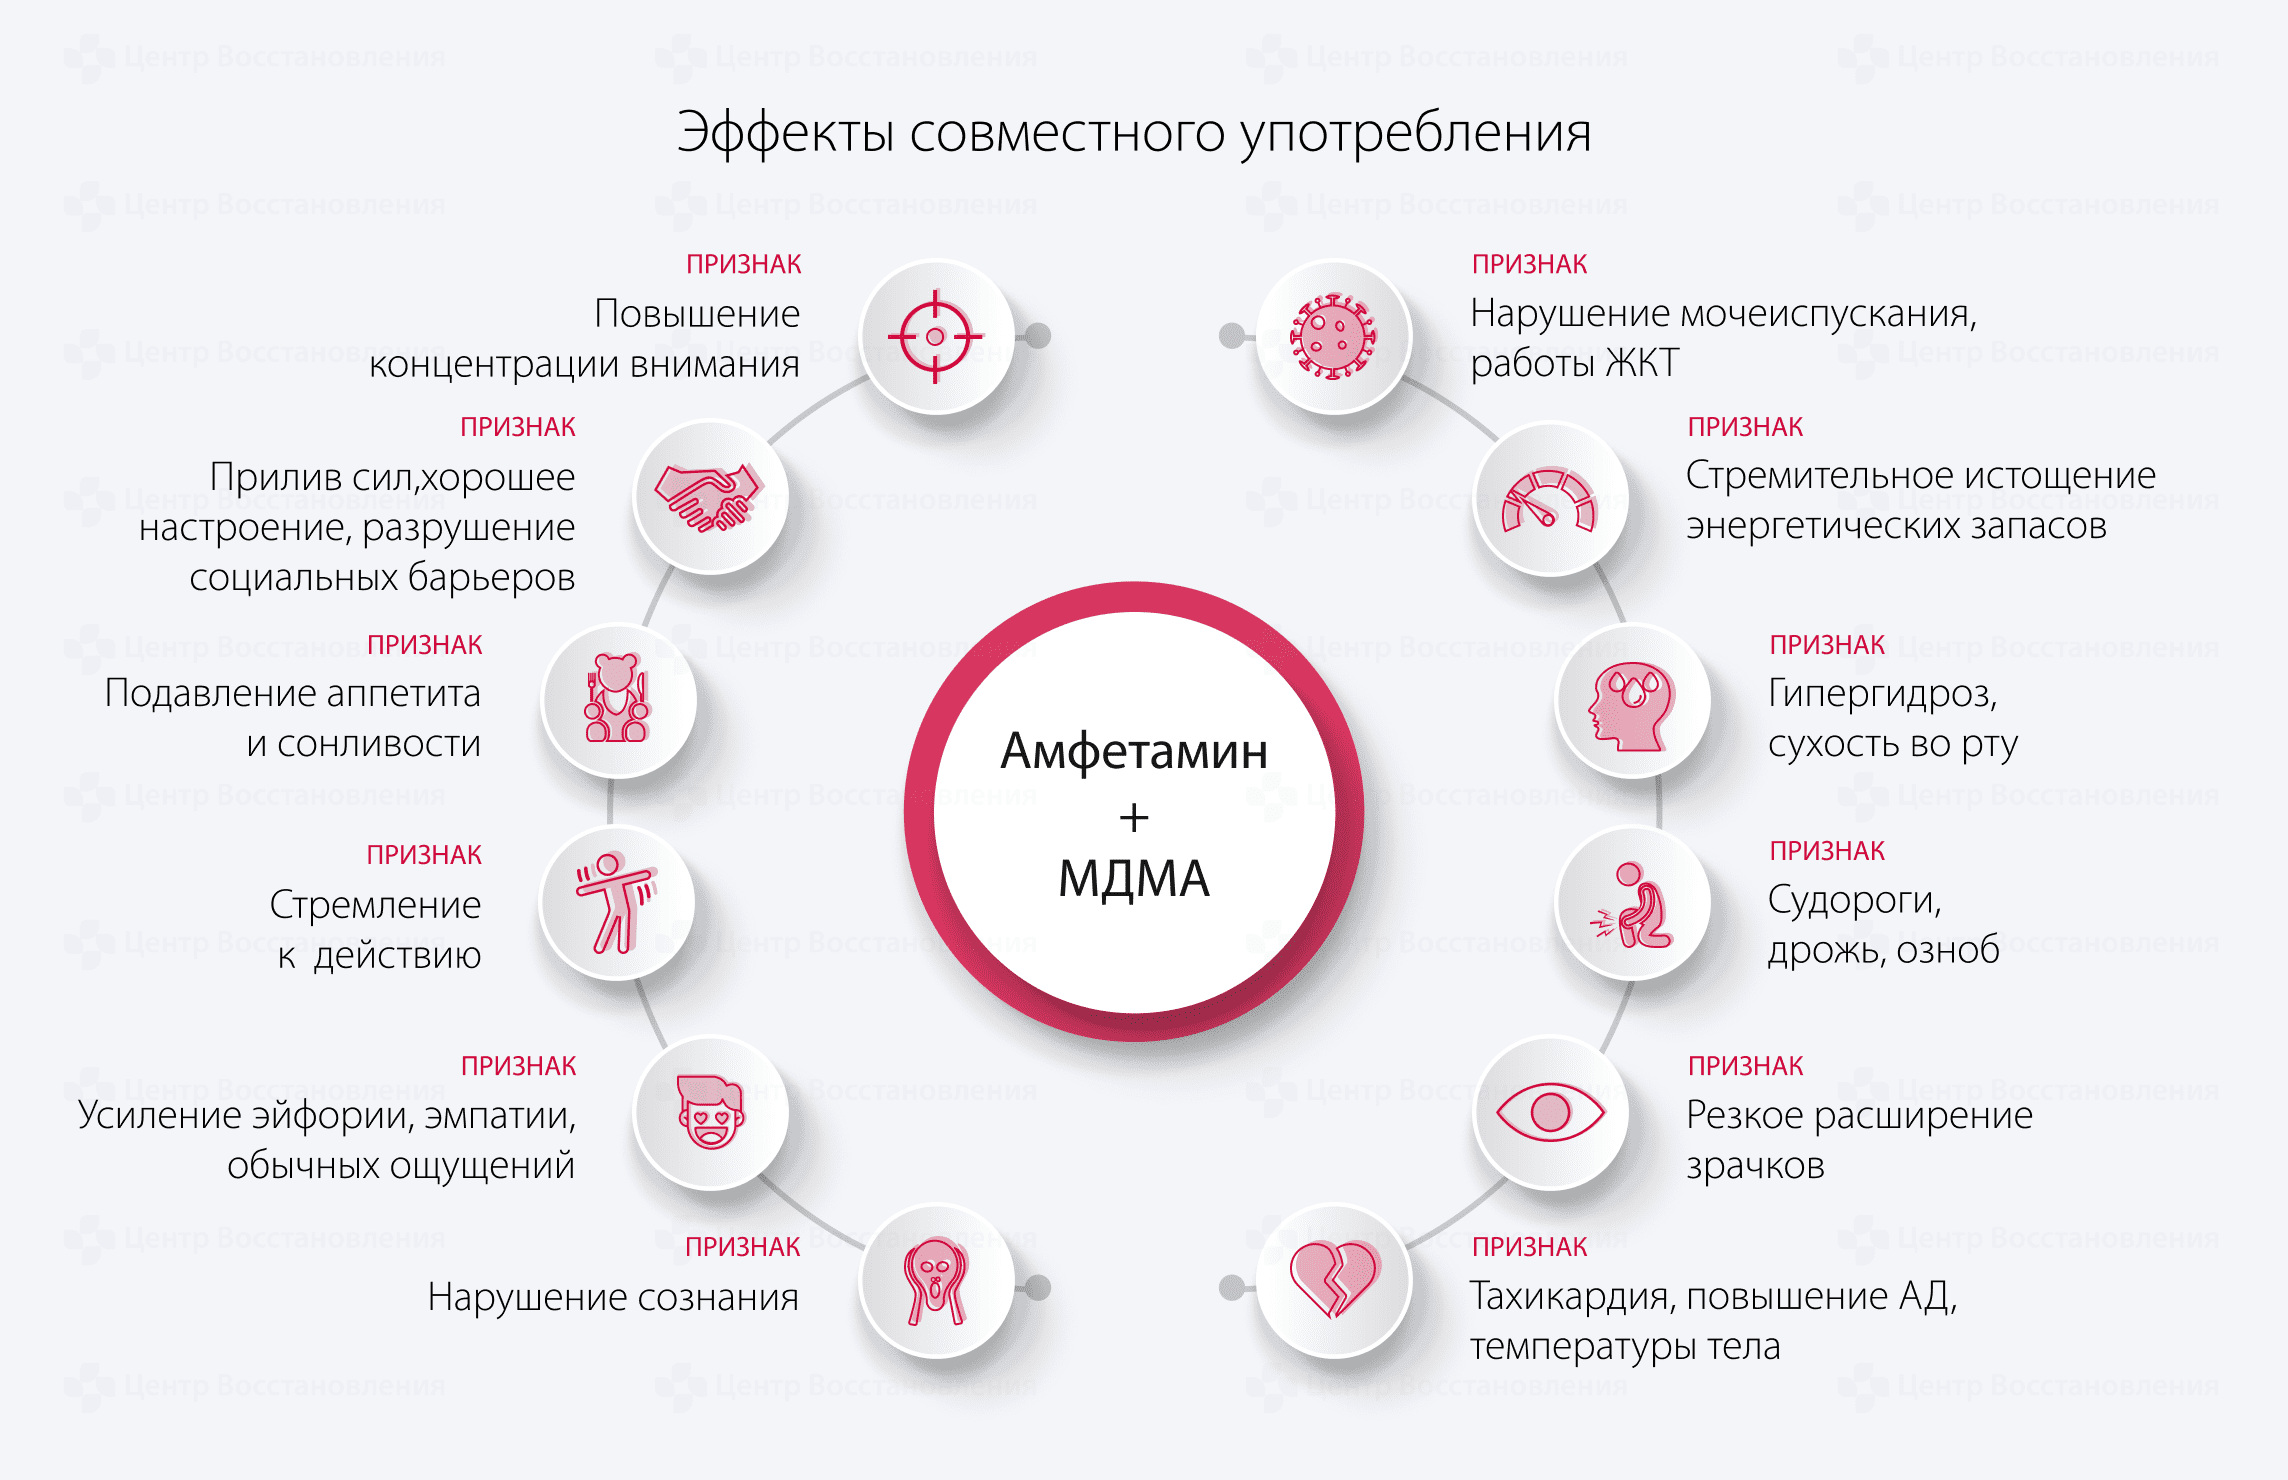 Эффекты совместного употребления
ПРИЗНАК
Повышение
концентрации внимания
ПРИЗНАК
Прилив сил,хорошее
настроение, разрушение
социальных барьеров
ПРИЗНАК
Подавление аппетита
и сонливости
ПРИЗНАК
Стремление
к  действию
ПРИЗНАК
Усиление эйфории, эмпатии,
обычных ощущений
ПРИЗНАК
Нарушение сознания
Амфетамин
+
МДМА
ПРИЗНАК
Нарушение мочеиспускания,
работы ЖКТ
ПРИЗНАК
Стремительное истощение
энергетических запасов
ПРИЗНАК
Гипергидроз,
сухость во рту
ПРИЗНАК
Судороги,
дрожь, озноб
ПРИЗНАК
Резкое расширение
зрачков
ПРИЗНАК
Тахикардия, повышение АД,
температуры тела
Центр Восстановления